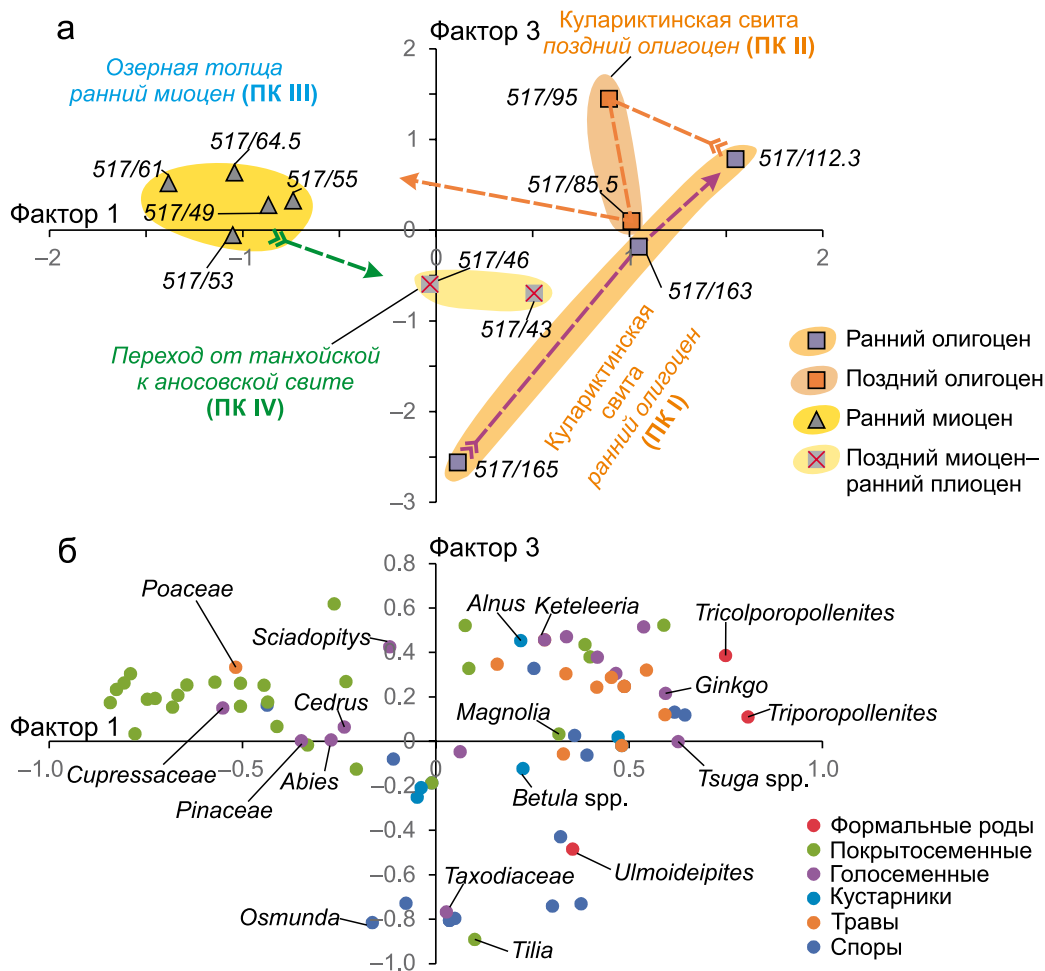 а
Фактор 3
Кулариктинская свита
поздний олигоцен (ПК II)
Озерная толща
ранний миоцен (ПК III)
2
517/95
517/64.5
517/61
517/55
1
517/112.3
517/85.5
Фактор 1
517/49
0
–2
–1
0
1
2
517/53
517/46
517/163
517/43
–1
Переход от танхойской
к аносовской свите
(ПК IV)
Кулариктинская
свита
ранний олигоцен
(ПК I)
–2
517/165
–3
Ранний олигоцен
Поздний олигоцен
Ранний миоцен
Поздний миоцен–
ранний плиоцен
б
Фактор 3
0.8
Poaceae
0.6
Alnus
Keteleeria
Tricolporopollenites
Sciadopitys
0.4
Cedrus
Ginkgo
0.2
Magnolia
Triporopollenites
Фактор 1
0
–1.0
–0.5
0
0.5
1.0
Cupressaceae
Abies
Betula spp.
Tsuga spp.
Pinaceae
–0.4
Формальные роды
Taxodiaceae
Ulmoideipites
Покрытосеменные
–0.6
Голосеменные
Osmunda
–0.8
Кустарники
Tilia
Травы
–1.0
Споры